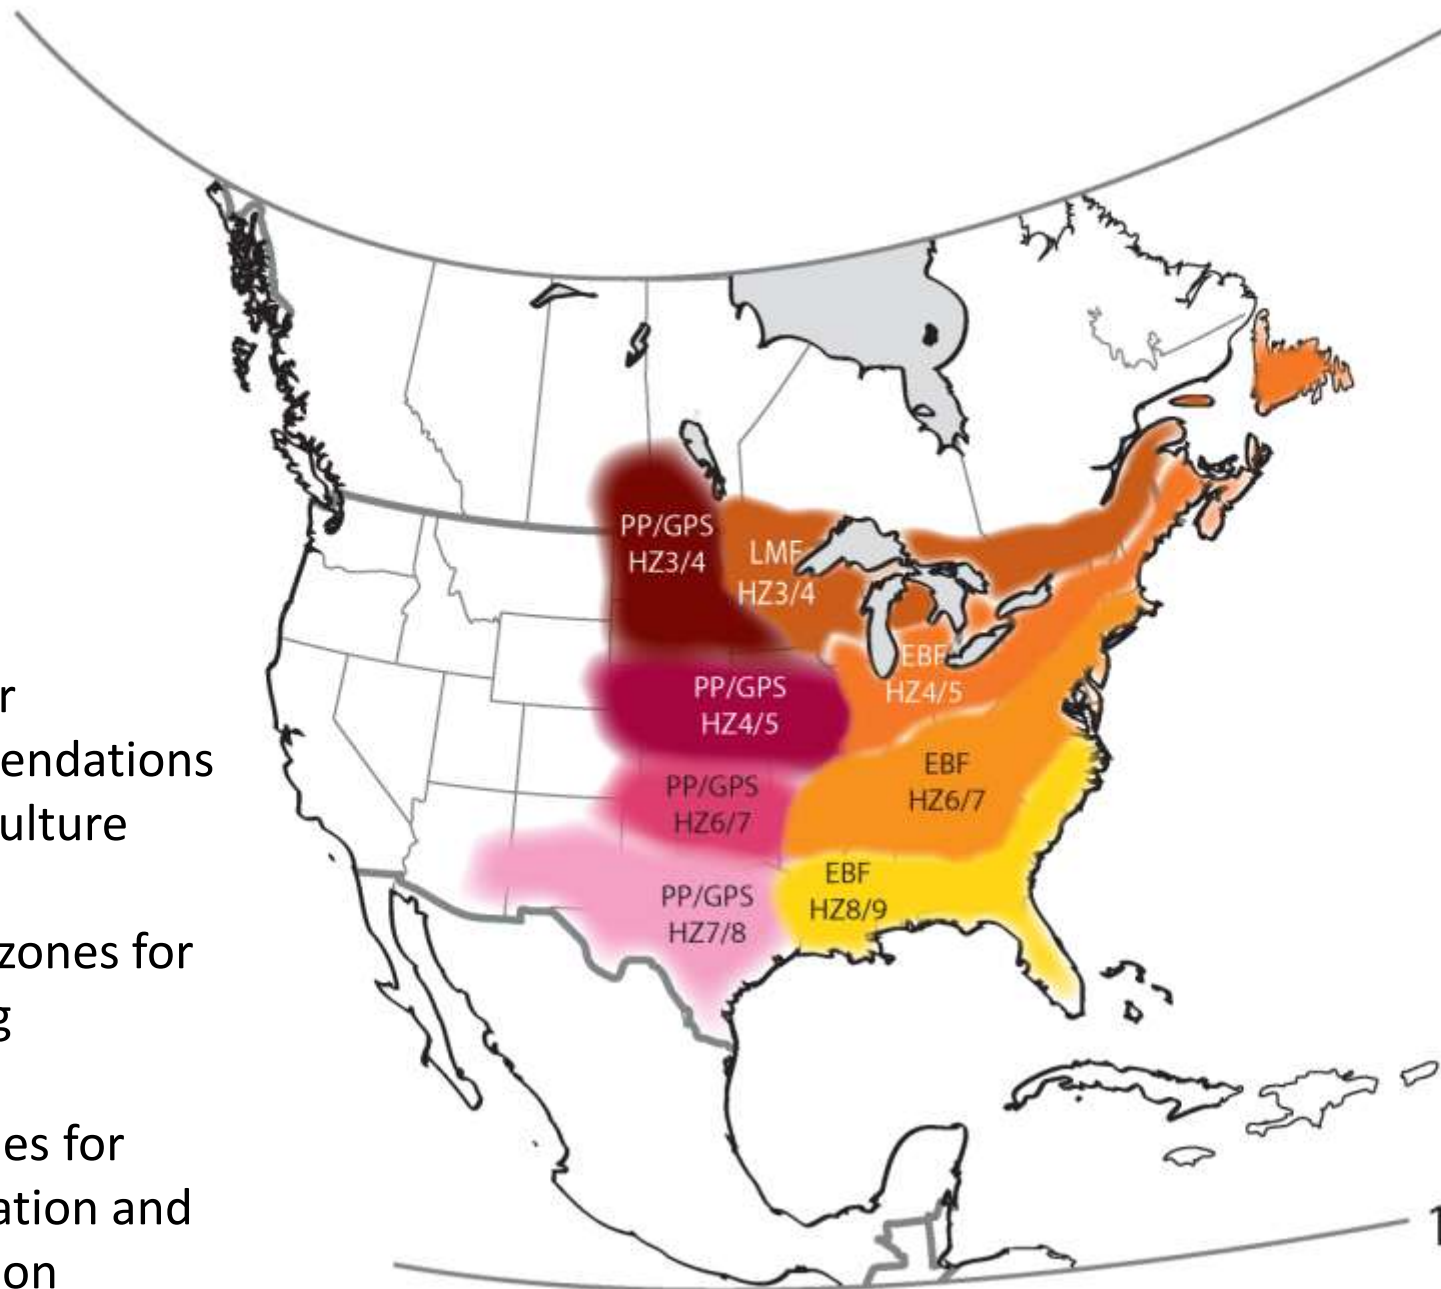 r
endations
ulture
zones for
g
es for
ation and
on
PP/GPS
HZ3/4
LMF
HZ3/4
EBF
HZ4/5
PP/GPS
HZ4/5
EBF
HZ6/7
PP/GPS
HZ6/7
EBF
HZ8/9
PP/GPS
HZ7/8
1